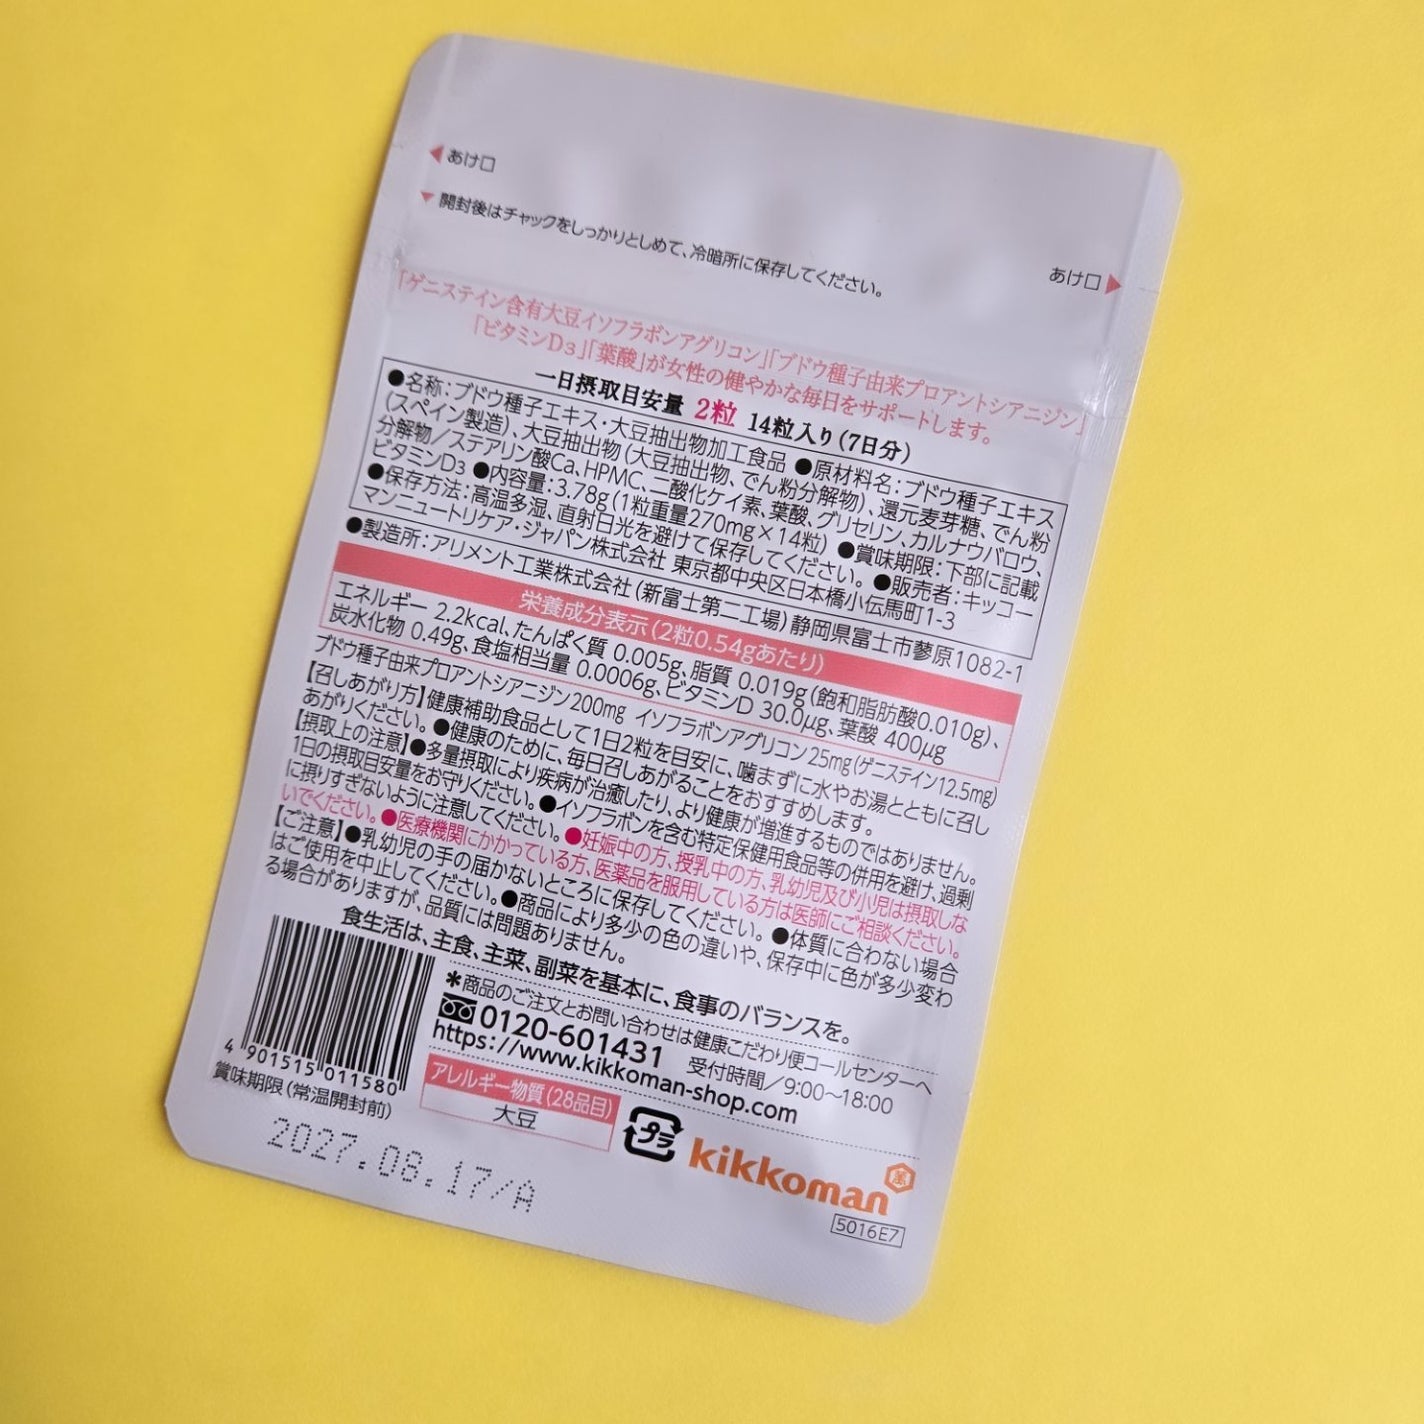 ◀あけ口
▼開封後はチャックをしっかりとしめて、冷暗所に保存してください。
あけ口▶
「ゲニステイン含有大豆イソフラボンアグリコン」「ブドウ種子由来プロアントシアニジン」
「ビタミンD₃」「葉酸」が女性の健やかな毎日をサポートします。
一日摂取目安量 2粒 14粒入り(7日分)
●名称:ブドウ種子エキス・大豆抽出物加工食品 ●原材料名:ブドウ種子エキス
(スペイン製造)、大豆抽出物(大豆抽出物、でん粉分解物)、還元麦芽糖、でん粉
分解物/ステアリン酸Ca、HPMC、二酸化ケイ素、葉酸、グリセリン、カルナウバロウ、
ビタミンD₃ ●内容量:3.78g(1粒重量270mg×14粒) ●賞味期限:下部に記載
●保存方法:高温多湿、直射日光を避けて保存してください。 ●販売者:キッコー
マンニュートリケア・ジャパン株式会社 東京都中央区日本橋小伝馬町1-3
●製造所:アリメント工業株式会社(新富士第二工場)静岡県富士市蓼原1082-1
栄養成分表示(2粒0.54gあたり)
エネルギー 2.2kcal、たんぱく質 0.005g、脂質 0.019g(飽和脂肪酸0.010g)、
炭水化物 0.49g、食塩相当量 0.0006g、ビタミンD 30.0μg、葉酸 400μg
ブドウ種子由来プロアントシアニジン200mg イソフラボンアグリコン25mg(ゲニステイン12.5mg)
【召しあがり方】健康補助食品として1日2粒を目安に、噛まずに水やお湯とともに召し
あがりください。●健康のために、毎日召しあがることをおすすめします。
【摂取上の注意】●多量摂取により疾病が治癒したり、より健康が増進するものではありません。
1日の摂取目安量をお守りください。●イソフラボンを含む特定保健用食品等の併用を避け、過剰
に摂りすぎないように注意してください。●妊娠中の方、授乳中の方、乳幼児及び小児は摂取しな
いでください。●医療機関にかかっている方、医薬品を服用している方は医師にご相談ください。
【ご注意】●乳幼児の手の届かないところに保存してください。●体質に合わない場合
はご使用を中止してください。●商品により多少の色の違いや、保存中に色が多少変わ
る場合がありますが、品質には問題ありません。
食生活は、主食、主菜、副菜を基本に、食事のバランスを。
*商品のご注文とお問い合わせは健康こだわり便コールセンターへ
0120-601431 受付時間/9:00~18:00
https://www.kikkoman-shop.com
4 901515 011580
賞味期限(常温開封前)
2027.08.17/A
アレルギー物質(28品目)
大豆
プラ
kikkoman
萬
5016E7